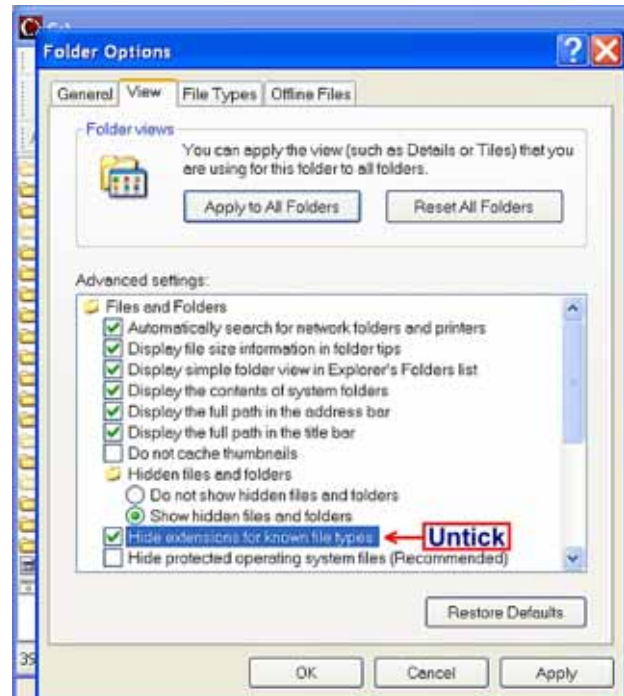 Folder Options
General View File Types Offline Files
Folder views
You can apply the view (such as Details or Tiles) that you
are using for this folder to all folders.
Apply to All Folders Reset All Folders
Advanced settings:
Files and Folders
Automatically search for network folders and printers
Display file size information in folder tips
Display simple folder view in Explorer's Folders list
Display the contents of system folders
Display the full path in the address bar
Display the full path in the title bar
Do not cache thumbnails
Hidden files and folders
Do not show hidden files and folders
Show hidden files and folders
Hide extensions for known file types Untick
Hide protected operating system files (Recommended)
Restore Defaults
39
OK Cancel Apply